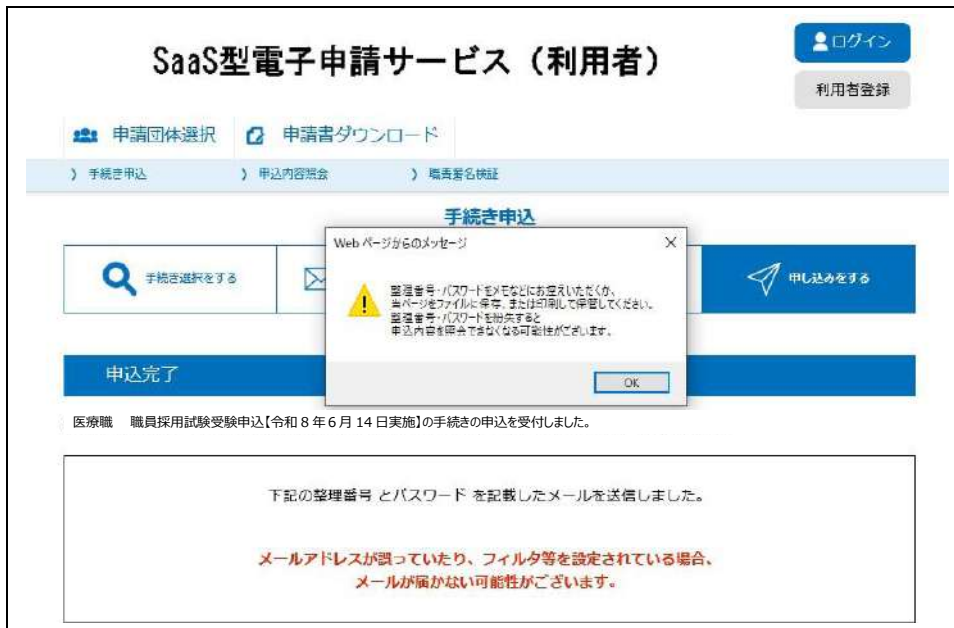 SaaS型電子申請サービス（利用者）
ログイン
利用者登録
申請団体選択
申請書ダウンロード
》 手続き申込
》 申込内容照会
》 職責署名検証
手続き申込
手続き選択をする
申し込みをする
Web ページからのメッセージ
整理番号・パスワードをメモなどにお控えいただくか、
当ページをファイルに保存、または印刷して保管してください。
整理番号・パスワードを紛失すると
申込内容を照会できなくなる可能性がございます。
OK
申込完了
医療職　職員採用試験受験申込【令和８年６月 14 日実施】の手続きの申込を受付しました。
下記の整理番号 とパスワード を記載したメールを送信しました。
メールアドレスが誤っていたり、フィルタ等を設定されている場合、
メールが届かない可能性がございます。